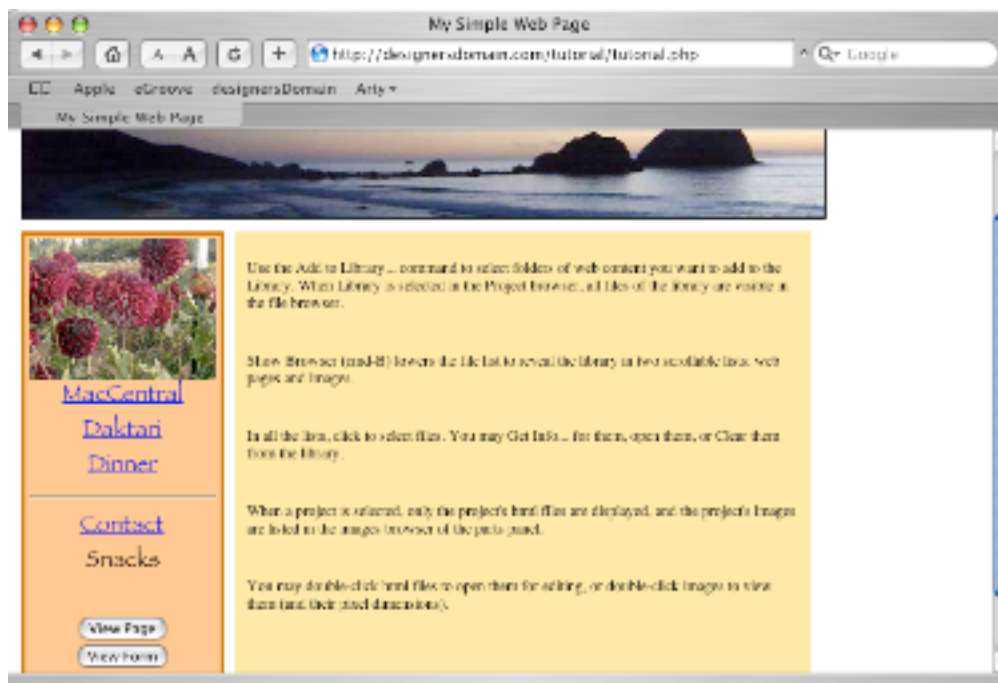 My Simple Web Page
A A
http://designersdomain.com/tutorial/tutorial.php
Google
Apple eGroove designersDomain Arty
My Simple Web Page
MacCentral
Daktari
Dinner
Contact
Snacks
View Page
View Form
Use the Add to Library... command to select folders of web content you want to add to the
Library. When Library is selected in the Project browser, all files of the library are visible in
the file browser.
Show Browser (cmd-B) lowers the file list to reveal the library in two scrollable lists: web
pages and images.
In all the lists, click to select files. You may Get Info... for them, open them, or Clear them
from the library.
When a project is selected, only the project's html files are displayed, and the project's images
are listed in the images browser of the parts panel.
You may double-click html files to open them for editing, or double-click images to view
them (and their pixel dimensions).